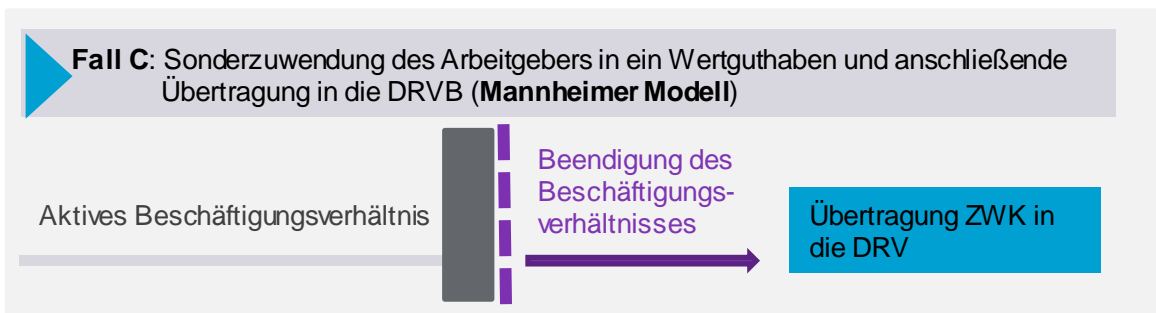 Fall C: Sonderzuwendung des Arbeitgebers in ein Wertguthaben und anschließende
Übertragung in die DRVB (Mannheimer Modell)
Aktives Beschäftigungsverhältnis
Beendigung des
Beschäftigungs-
verhältnisses
Übertragung ZWK in
die DRV